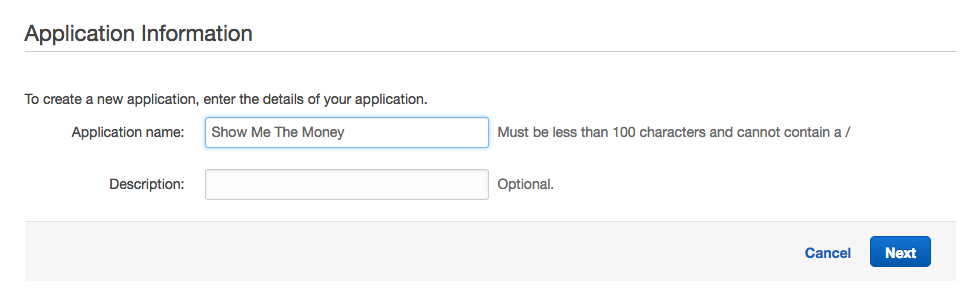 Application Information
To create a new application, enter the details of your application.
Application name: Show Me The Money Must be less than 100 characters and cannot contain a /
Description: Optional.
Cancel Next